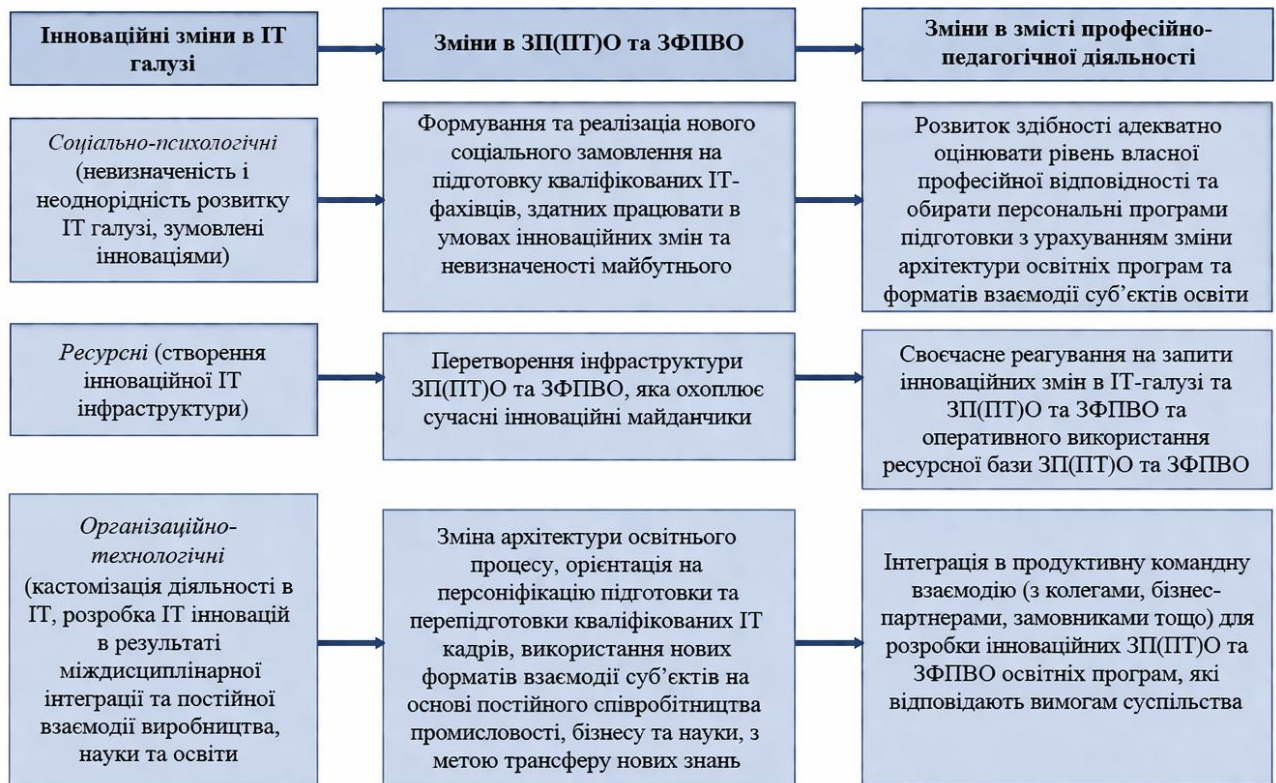 Інноваційні зміни в ІТ
галузі
Зміни в ЗП(ПТ)О та ЗФПВО
Зміни в змісті професійно-
педагогічної діяльності
Соціально-психологічні
(невизначеність і
неоднорідність розвитку
ІТ галузі, зумовлені
інноваціями)
Формування та реалізація нового
соціального замовлення на
підготовку кваліфікованих ІТ-
фахівців, здатних працювати в
умовах інноваційних змін та
невизначеності майбутнього
Розвиток здібності адекватно
оцінювати рівень власної
професійної відповідності та
обирати персональні програми
підготовки з урахуванням зміни
архітектури освітніх програм та
форматів взаємодії суб’єктів освіти
Ресурсні (створення
інноваційної ІТ
інфраструктури)
Перетворення інфраструктури
ЗП(ПТ)О та ЗФПВО, яка охоплює
сучасні інноваційні майданчики
Своєчасне реагування на запити
інноваційних змін в ІТ-галузі та
ЗП(ПТ)О та ЗФПВО та
оперативного використання
ресурсної бази ЗП(ПТ)О та ЗФПВО
Організаційно-
технологічні
(кастомізація діяльності в
ІТ, розробка ІТ інновацій
в результаті
міждисциплінарної
інтеграції та постійної
взаємодії виробництва,
науки та освіти
Зміна архітектури освітнього
процесу, орієнтація на
персоніфікацію підготовки та
перепідготовки кваліфікованих ІТ
кадрів, використання нових
форматів взаємодії суб’єктів на
основі постійного співробітництва
промисловості, бізнесу та науки, з
метою трансферу нових знань
Інтеграція в продуктивну командну
взаємодію (з колегами, бізнес-
партнерами, замовниками тощо) для
розробки інноваційних ЗП(ПТ)О та
ЗФПВО освітніх програм, які
відповідають вимогам суспільства